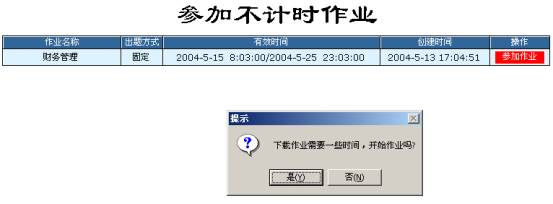 参加不计时作业
作业名称 出题方式 有效时间 创建时间 操作
财务管理 固定 2004-5-15 8:03:00/2004-5-25 23:03:00 2004-5-13 17:04:51 参加作业
提示
下载作业需要一些时间，开始作业吗?
是(Y) 否(N)